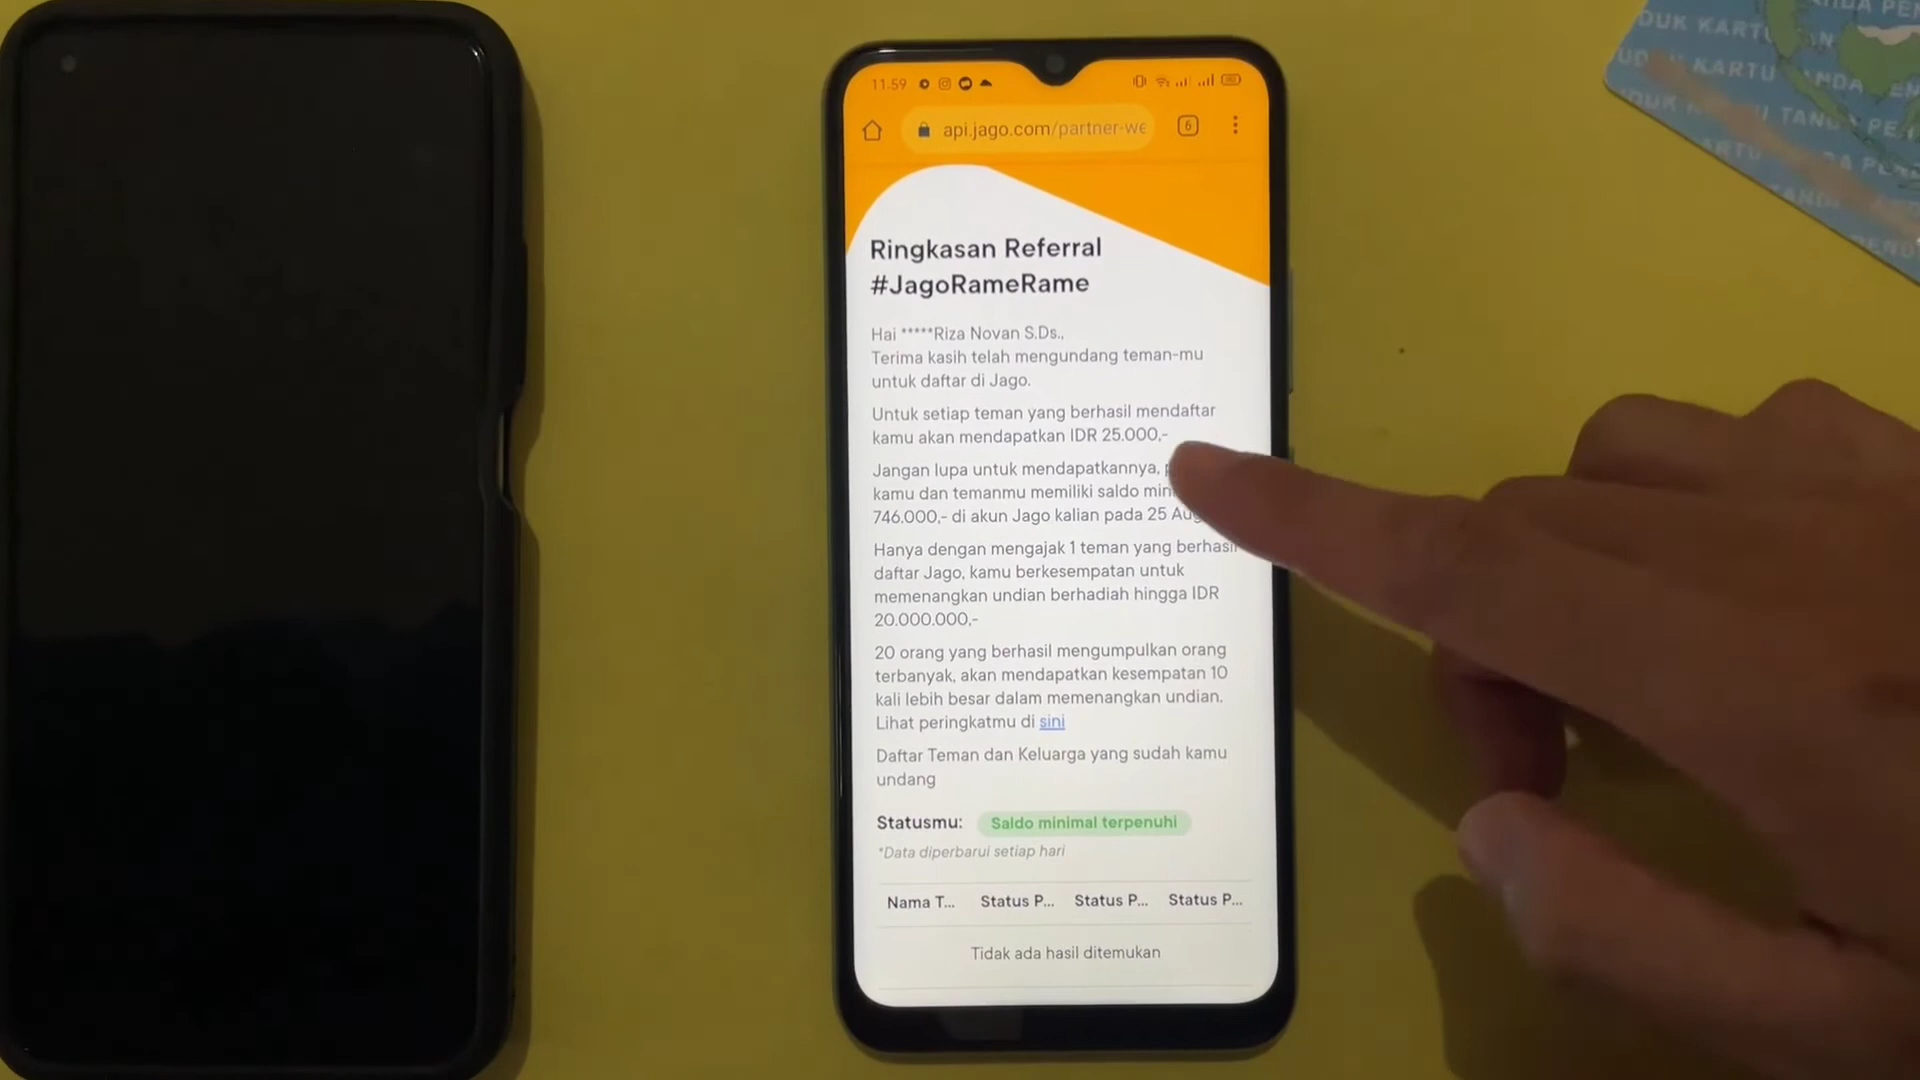 11.59
api.jago.com/partner-we
6
Ringkasan Referral
#JagoRameRame
Hai *****Riza Novan S.Ds.,
Terima kasih telah mengundang teman-mu
untuk daftar di Jago.
Untuk setiap teman yang berhasil mendaftar
kamu akan mendapatkan IDR 25.000,-
Jangan lupa untuk mendapatkannya,
kamu dan temanmu memiliki saldo
746.000,- di akun Jago kalian pada 25
Hanya dengan mengajak 1 teman yang berhasil
daftar Jago, kamu berkesempatan untuk
memenangkan undian berhadiah hingga IDR
20.000.000,-
20 orang yang berhasil mengumpulkan orang
terbanyak, akan mendapatkan kesempatan 10
kali lebih besar dalam memenangkan undian.
Lihat peringkatmu di sini
Daftar Teman dan Keluarga yang sudah kamu
undang
Statusmu: Saldo minimal terpenuhi
*Data diperbarui setiap hari
Nama T... Status P... Status P... Status P...
Tidak ada hasil ditemukan
DUK KARTU
KARTU
TANDA